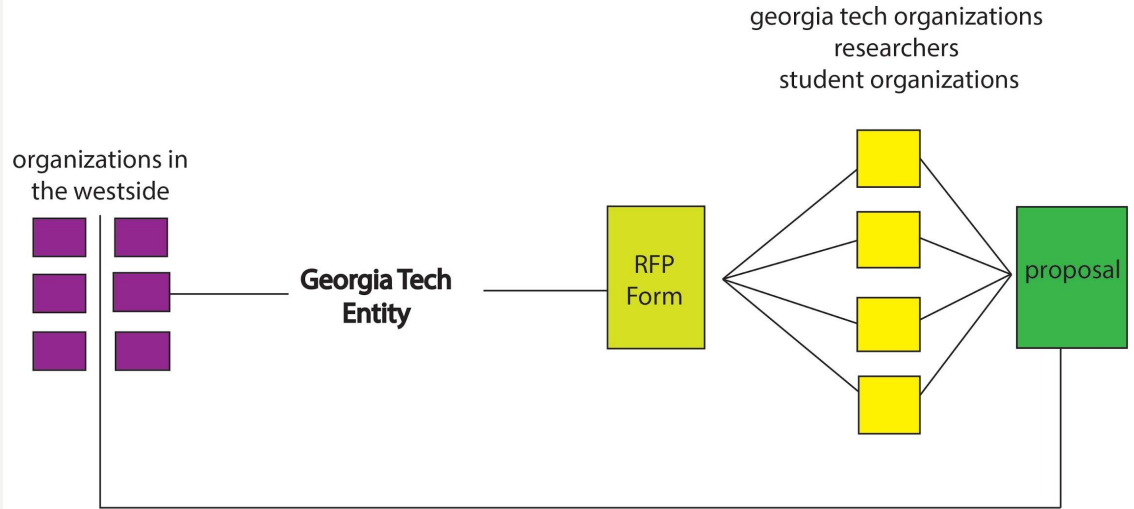 georgia tech organizations
researchers
student organizations
organizations in
the westside
Georgia Tech
Entity
RFP
Form
proposal